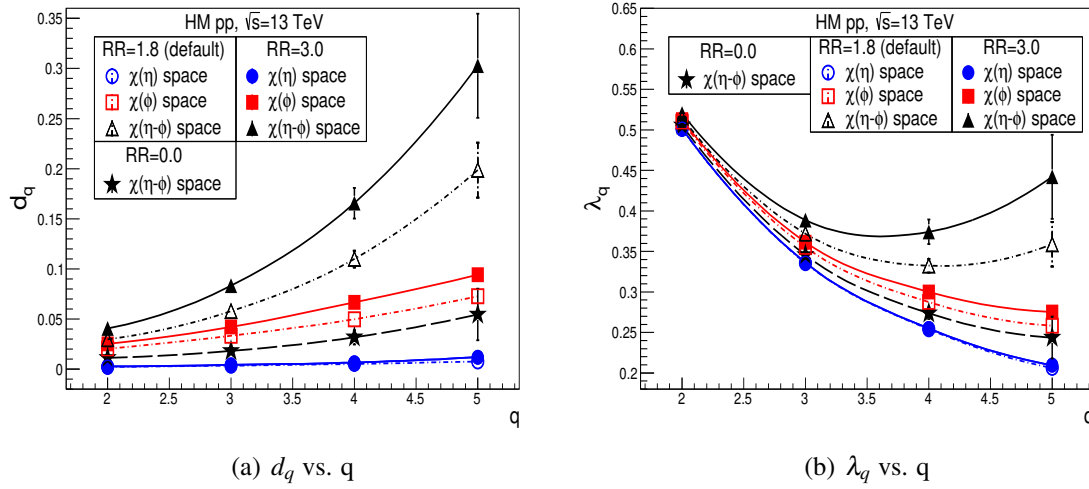 HM pp, √s=13 TeV
RR=1.8 (default) RR=3.0
χ(η) space χ(η) space
χ(ϕ) space χ(ϕ) space
χ(η-ϕ) space χ(η-ϕ) space
RR=0.0
χ(η-ϕ) space
d_q
0.35
0.3
0.25
0.2
0.15
0.1
0.05
0
2 2.5 3 3.5 4 4.5 5
q
(a) d_q vs. q
HM pp, √s=13 TeV
RR=0.0
χ(η-ϕ) space
RR=1.8 (default) RR=3.0
χ(η) space χ(η) space
χ(ϕ) space χ(ϕ) space
χ(η-ϕ) space χ(η-ϕ) space
λ_q
0.65
0.6
0.55
0.5
0.45
0.4
0.35
0.3
0.25
0.2
2 2.5 3 3.5 4 4.5 5
(b) λ_q vs. q